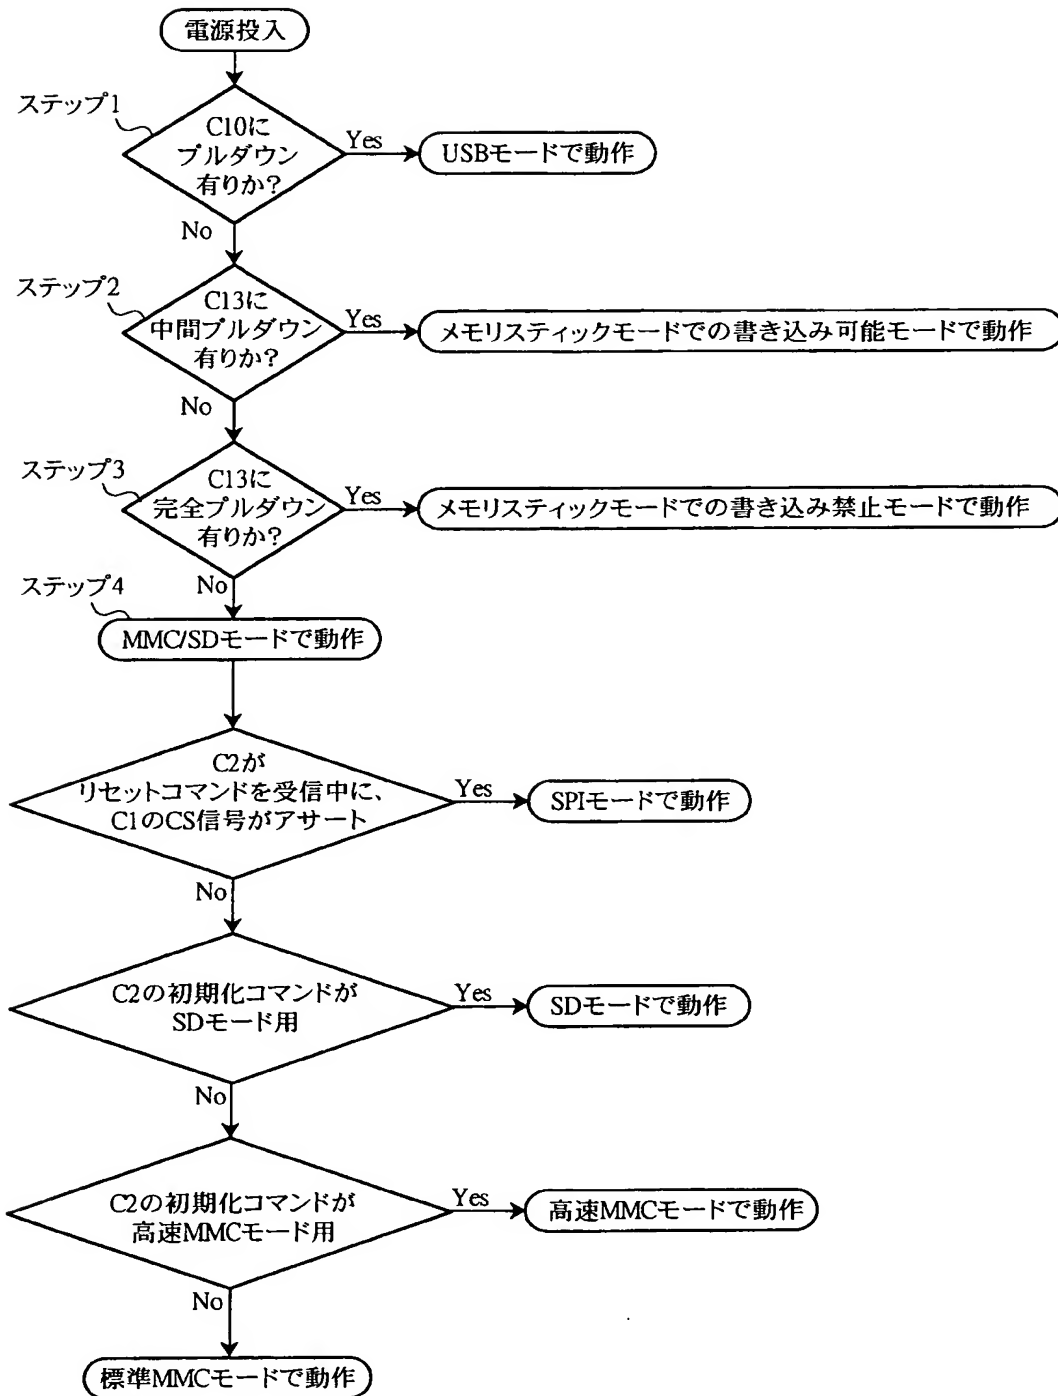 電源投入
ステップ1
C10に
プルダウン
有りか?
Yes
USBモードで動作
No
ステップ2
C13に
中間プルダウン
有りか?
Yes
メモリスティックモードでの書き込み可能モードで動作
No
ステップ3
C13に
完全プルダウン
有りか?
Yes
メモリスティックモードでの書き込み禁止モードで動作
No
ステップ4
MMC/SDモードで動作
C2が
リセットコマンドを受信中に、
C1のCS信号がアサート
Yes
SPIモードで動作
No
C2の初期化コマンドが
SDモード用
Yes
SDモードで動作
No
C2の初期化コマンドが
高速MMCモード用
Yes
高速MMCモードで動作
No
標準MMCモードで動作